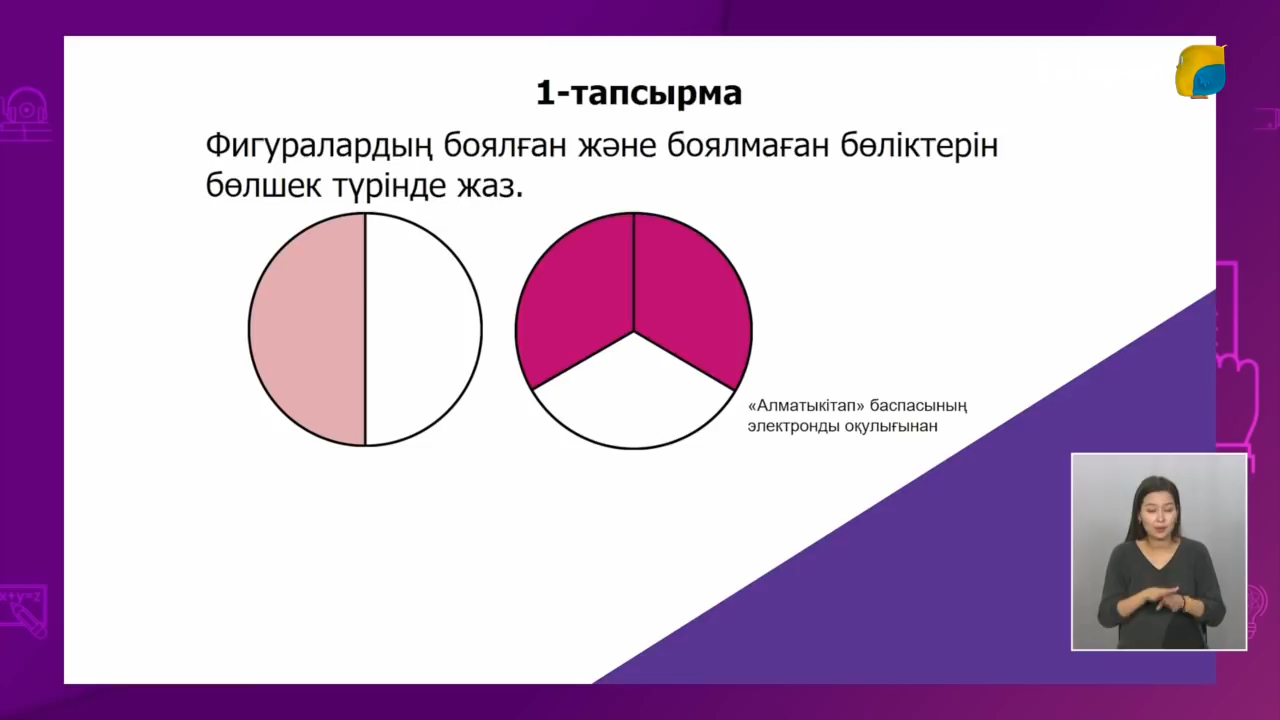 1-тапсырма
Фигуралардың боялған және боялмаған бөліктерін
бөлшек түрінде жаз.
«Алматыкітап» баспасының
электронды оқулығынан
x+y=z